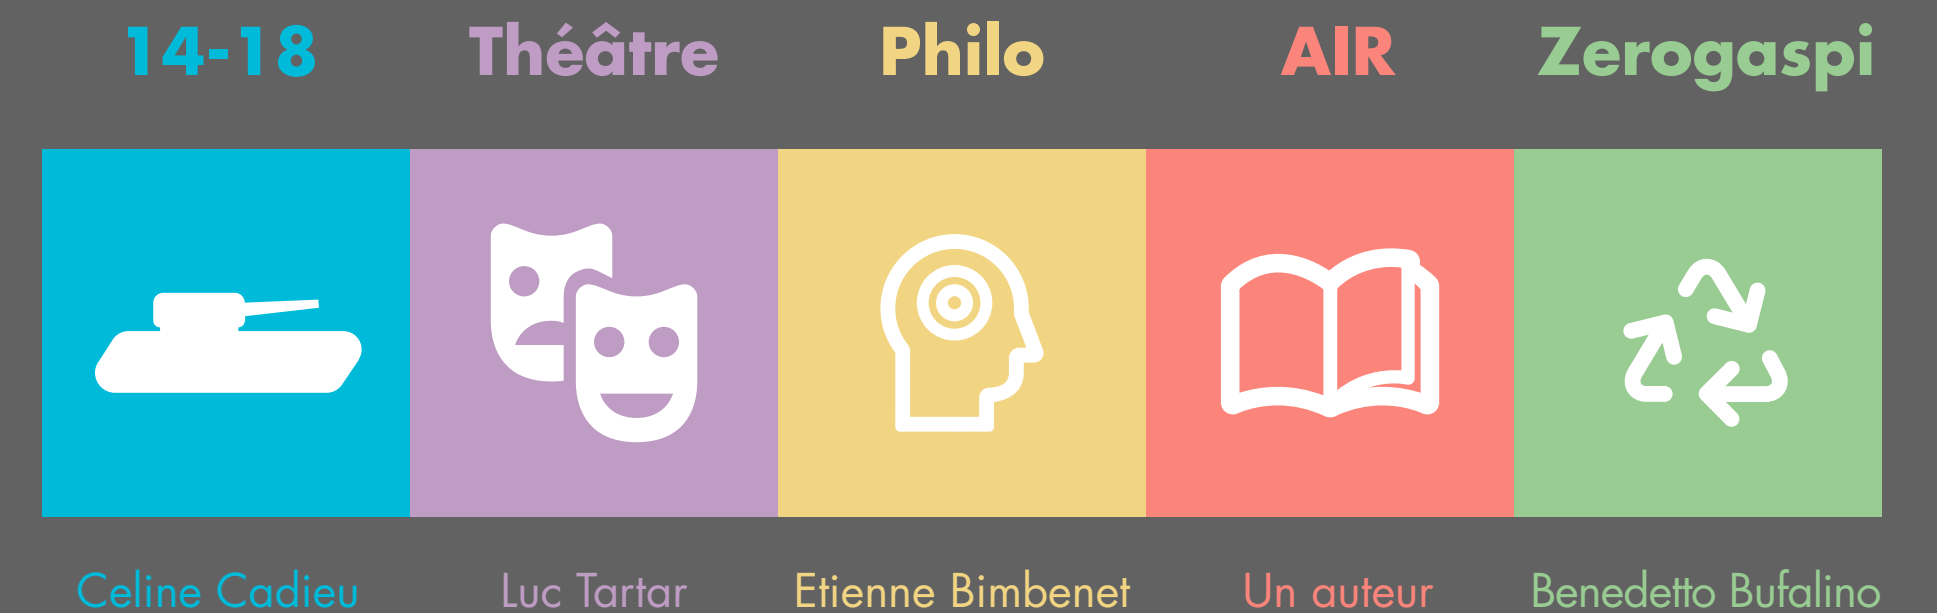 14-18
Théâtre
Philo
AIR
Zerogaspi
Celine Cadieu
Luc Tartar
Etienne Bimbenet
Un auteur
Benedetto Bufalino